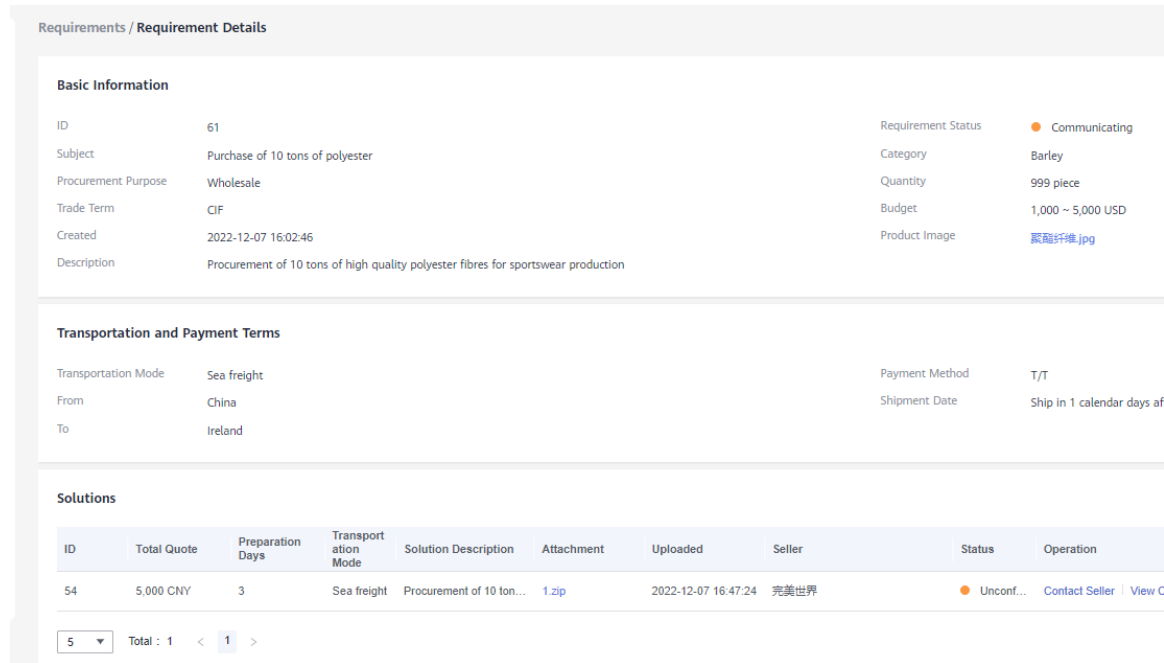 Requirements / Requirement Details
Basic Information
ID 61 Requirement Status Communicating
Subject Purchase of 10 tons of polyester Category Barley
Procurement Purpose Wholesale Quantity 999 piece
Trade Term CIF Budget 1,000 ~ 5,000 USD
Created 2022-12-07 16:02:46 Product Image 聚酯纤维.jpg
Description Procurement of 10 tons of high quality polyester fibres for sportswear production
Transportation and Payment Terms
Transportation Mode Sea freight Payment Method T/T
From China Shipment Date Ship in 1 calendar days af
To Ireland
Solutions
ID Total Quote Preparation Days Transportation Mode Solution Description Attachment Uploaded Seller Status Operation
54 5,000 CNY 3 Sea freight Procurement of 10 ton... 1.zip 2022-12-07 16:47:24 完美世界 Unconf... Contact Seller View C
5 Total : 1 < 1 >